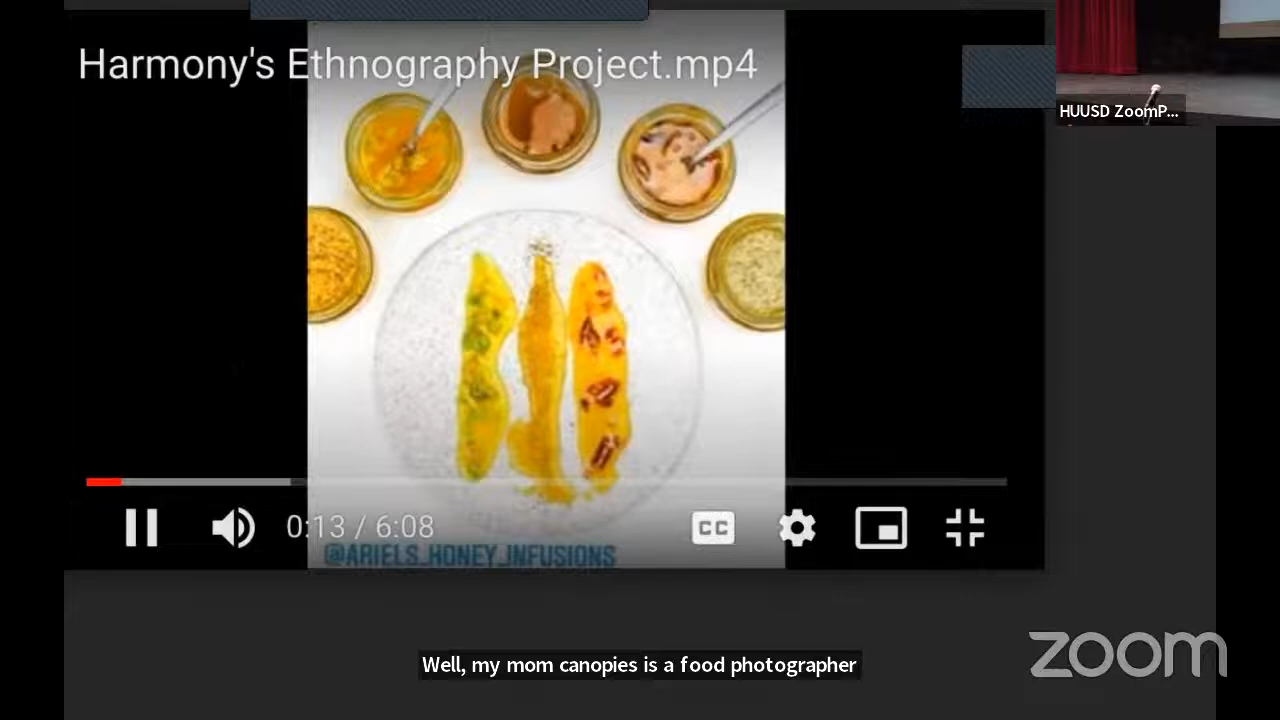 Harmony's Ethnography Project.mp4
HUUSD ZoomP...
0:13 / 6:08
CC
@ARIELS_HONEY_INFUSIONS
Well, my mom canopies is a food photographer
zoom